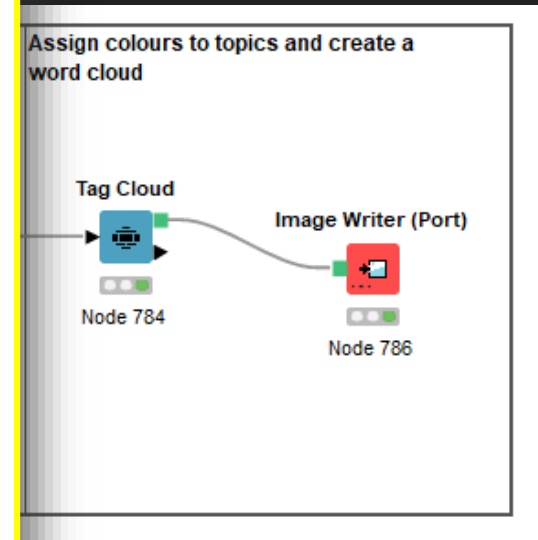 Assign colours to topics and create a
word cloud
Tag Cloud
Image Writer (Port)
Node 784
Node 786